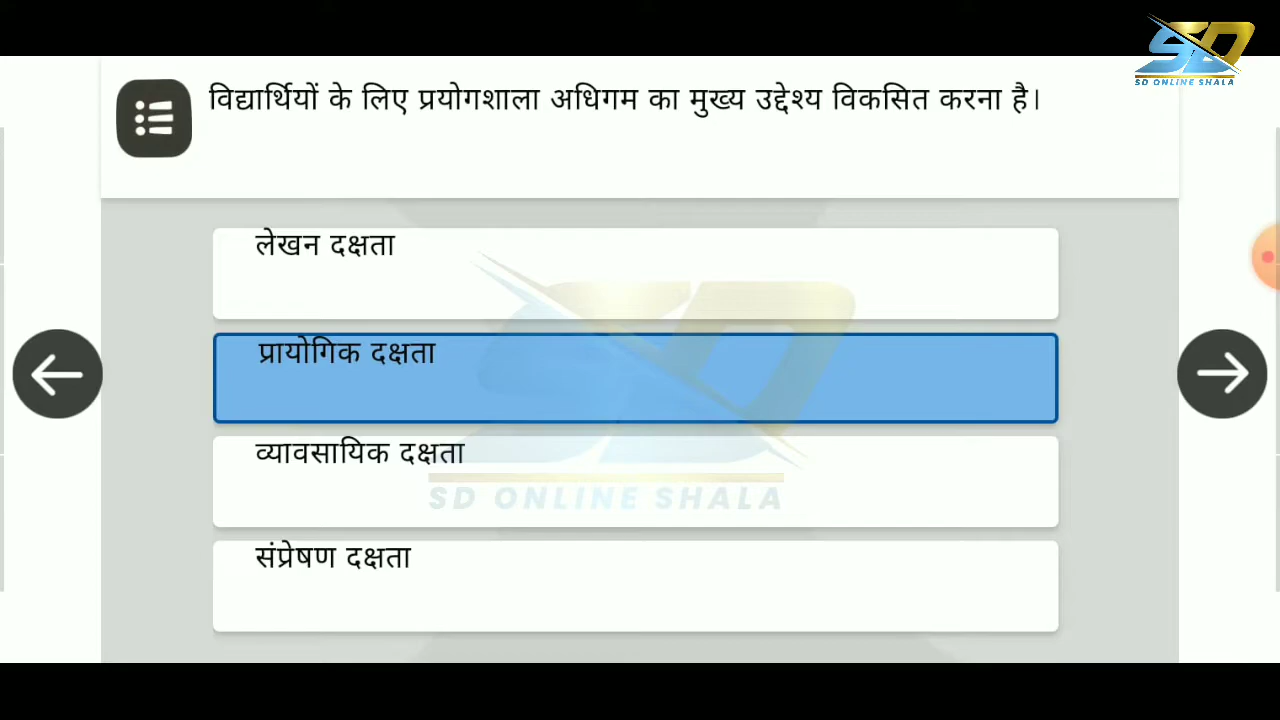 SD
SD ONLINE SHALA
विद्यार्थियों के लिए प्रयोगशाला अधिगम का मुख्य उद्देश्य विकसित करना है।
लेखन दक्षता
प्रायोगिक दक्षता
व्यावसायिक दक्षता
SD ONLINE SHALA
संप्रेषण दक्षता